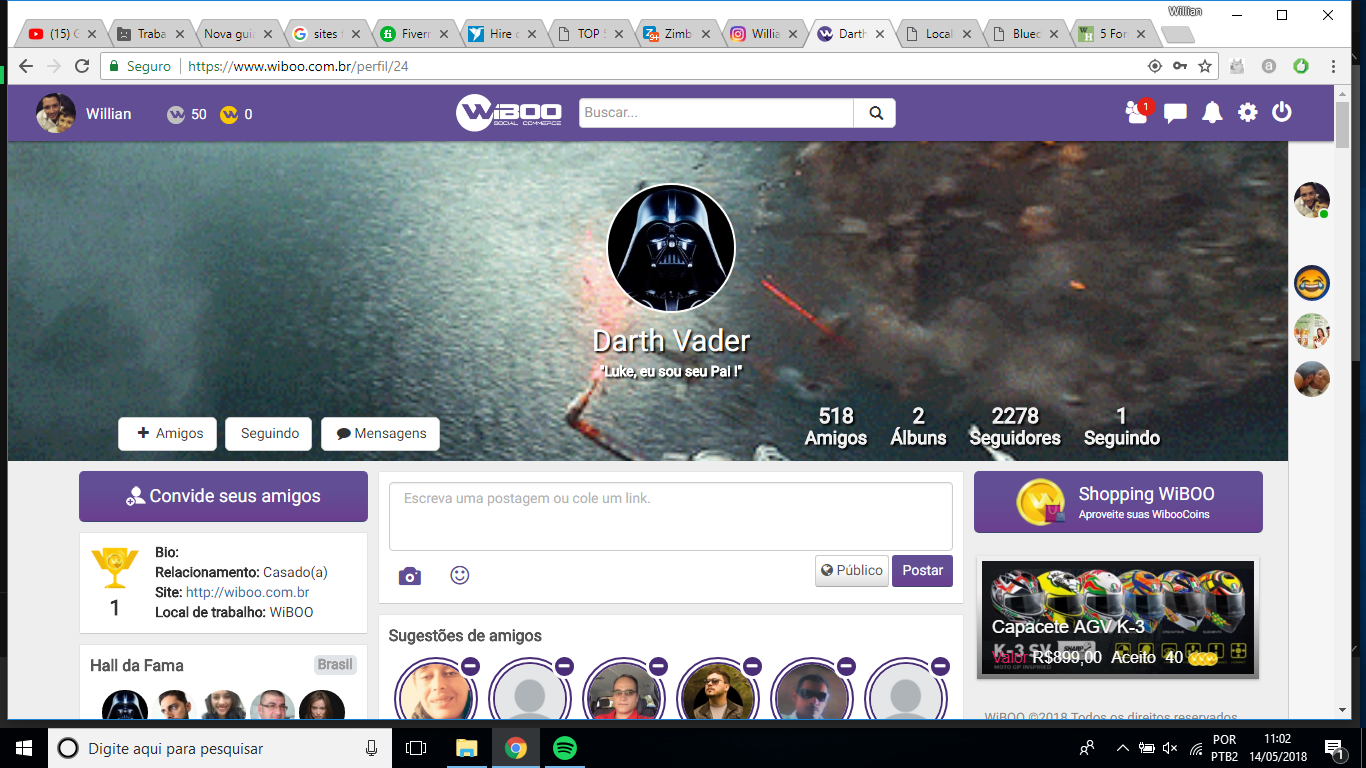 Willian
(15) G
Traba
Nova guia
sites f
Fiverr
Hire c
TOP 5
Zimb
Willia
Darth
Local
Bluec
5 For
Seguro https://www.wiboo.com.br/perfil/24
Willian 50 0 WiBOO Buscar... 1
SOCIAL COMMERCE
Darth Vader
"Luke, eu sou seu Pai !"
518 2 2278 1
Amigos Álbuns Seguidores Seguindo
Amigos Seguindo Mensagens
Convide seus amigos
Escreva uma postagem ou cole um link.
Shopping WiBOO
Aproveite suas WibooCoins
Bio:
Relacionamento: Casado(a)
Site: http://wiboo.com.br
Local de trabalho: WiBOO
1
Público Postar
Sugestões de amigos
Hall da Fama Brasil
Capacete AGV K-3
K-3 SV
Valor R$899,00 Aceito 40
WiBOO ©2018 Todos os direitos reservados
Digite aqui para pesquisar
POR
PTB2
11:02
14/05/2018
1